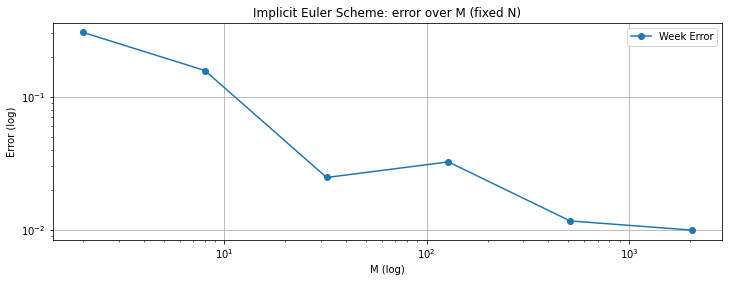 Implicit Euler Scheme: error over M (fixed N)
Week Error
Error (log)
10⁻¹
10⁻²
10¹
10²
10³
M (log)